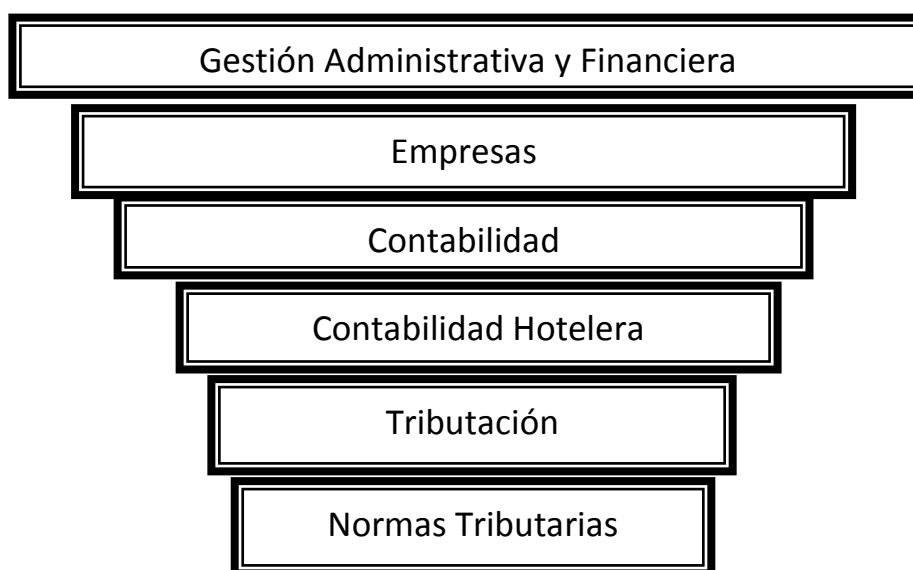 Gestión Administrativa y Financiera
Empresas
Contabilidad
Contabilidad Hotelera
Tributación
Normas Tributarias